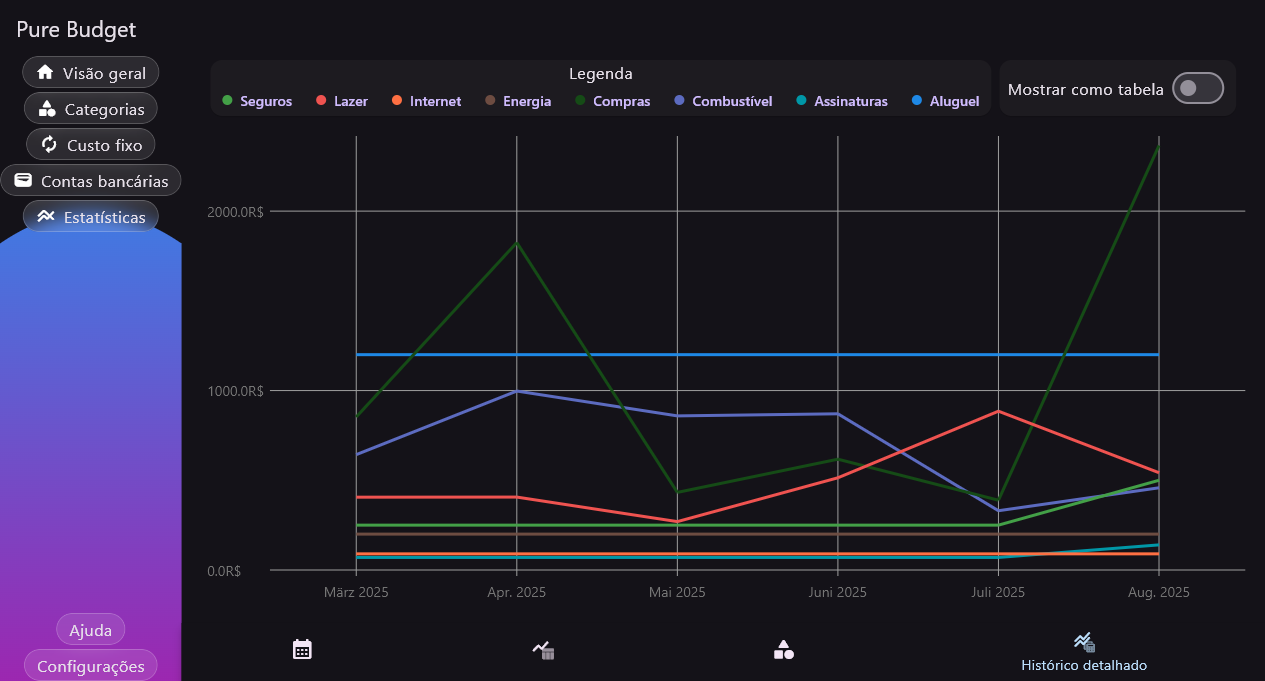 Pure Budget
Visão geral
Categorias
Custo fixo
Contas bancárias
Estatísticas
Ajuda
Configurações
Legenda
Seguros Lazer Internet Energia Compras Combustível Assinaturas Aluguel
Mostrar como tabela
2000.0R$
1000.0R$
0.0R$
März 2025 Apr. 2025 Mai 2025 Juni 2025 Juli 2025 Aug. 2025
Histórico detalhado